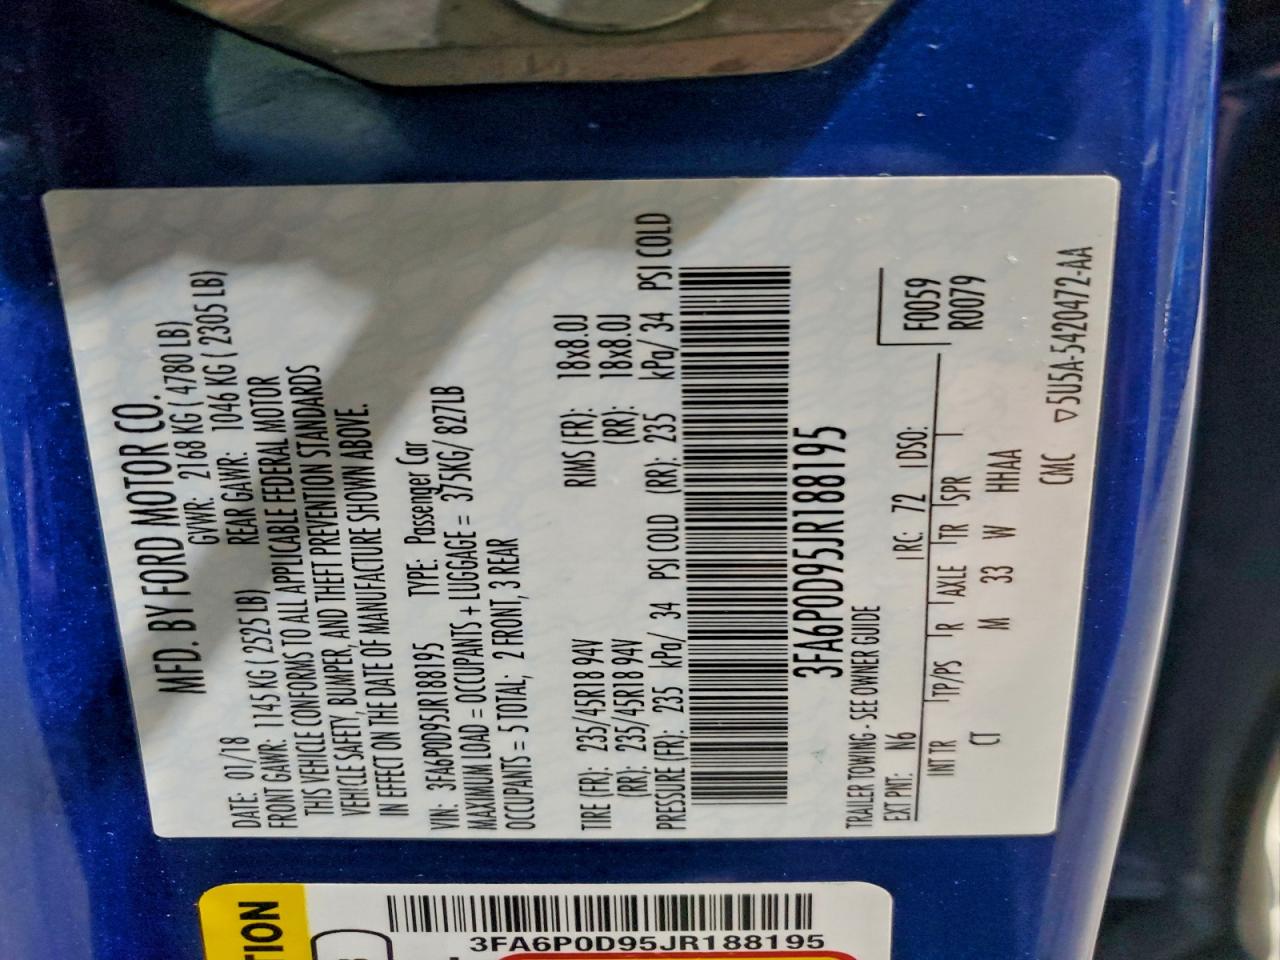 MFD. BY FORD MOTOR CO.
DATE: 01/18 GVWR: 2168 KG ( 4780 LB)
FRONT GAWR: 1145 KG ( 2525 LB) REAR GAWR: 1046 KG ( 2305 LB)
THIS VEHICLE CONFORMS TO ALL APPLICABLE FEDERAL MOTOR
VEHICLE SAFETY, BUMPER, AND THEFT PREVENTION STANDARDS
IN EFFECT ON THE DATE OF MANUFACTURE SHOWN ABOVE.
VIN: 3FA6P0D95JR188195 TYPE: Passenger Car
MAXIMUM LOAD = OCCUPANTS + LUGGAGE = 375KG/ 827LB
OCCUPANTS = 5 TOTAL; 2 FRONT, 3 REAR
TIRE (FR): 235/45R18 94V RIMS (FR): 18x8.0J
(RR): 235/45R18 94V (RR): 18x8.0J
PRESSURE (FR): 235 kPa/ 34 PSI COLD (RR): 235 kPa/ 34 PSI COLD
3FA6P0D95JR188195
TRAILER TOWING - SEE OWNER GUIDE
EXT PNT: N6 RC: 72 DSO: F0059
INT TR TP/PS R AXLE TR SPR R0079
CT M 33 W HHAA
CMC ▽5U5A-5420472-AA
TION
3FA6P0D95JR188195